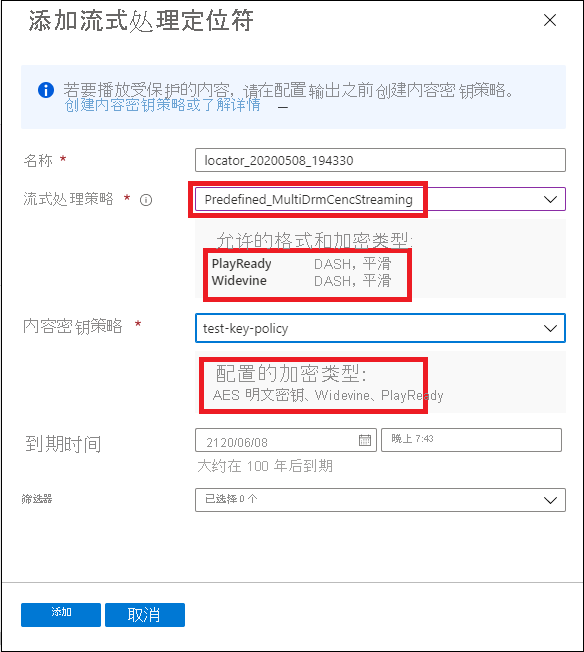 添加流式处理定位符
若要播放受保护的内容，请在配置输出之前创建内容密钥策略。
创建内容密钥策略或了解详情
名称 *
locator_20200508_194330
流式处理策略 *
Predefined_MultiDrmCencStreaming
允许的格式和加密类型:
PlayReady DASH，平滑
Widevine DASH，平滑
内容密钥策略 *
test-key-policy
配置的加密类型:
AES 明文密钥、Widevine、PlayReady
到期时间
2120/06/08
晚上 7:43
大约在 100 年后到期
筛选器
已选择 0 个
添加
取消